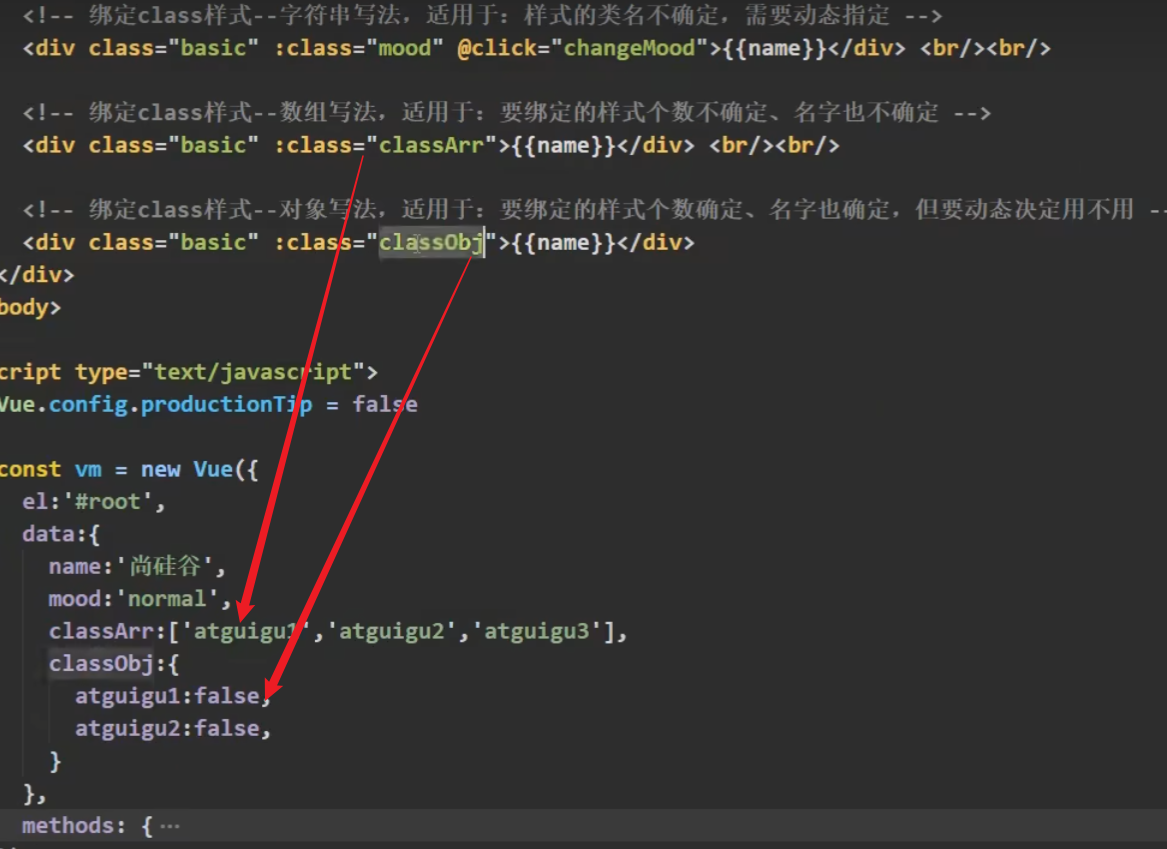 <!-- 绑定class样式--字符串写法，适用于：样式的类名不确定，需要动态指定 -->
<div class="basic" :class="mood" @click="changeMood">{{name}}</div> <br/><br/>
<!-- 绑定class样式--数组写法，适用于：要绑定的样式个数不确定、名字也不确定 -->
<div class="basic" :class="classArr">{{name}}</div> <br/><br/>
<!-- 绑定class样式--对象写法，适用于：要绑定的样式个数确定、名字也确定，但要动态决定用不用 --
<div class="basic" :class="classObj">{{name}}</div>
</div>
body>
cript type="text/javascript">
Vue.config.productionTip = false
const vm = new Vue({
el:'#root',
data:{
name:'尚硅谷',
mood:'normal',
classArr:['atguigu1','atguigu2','atguigu3'],
classObj:{
atguigu1:false,
atguigu2:false,
}
},
methods: { ···